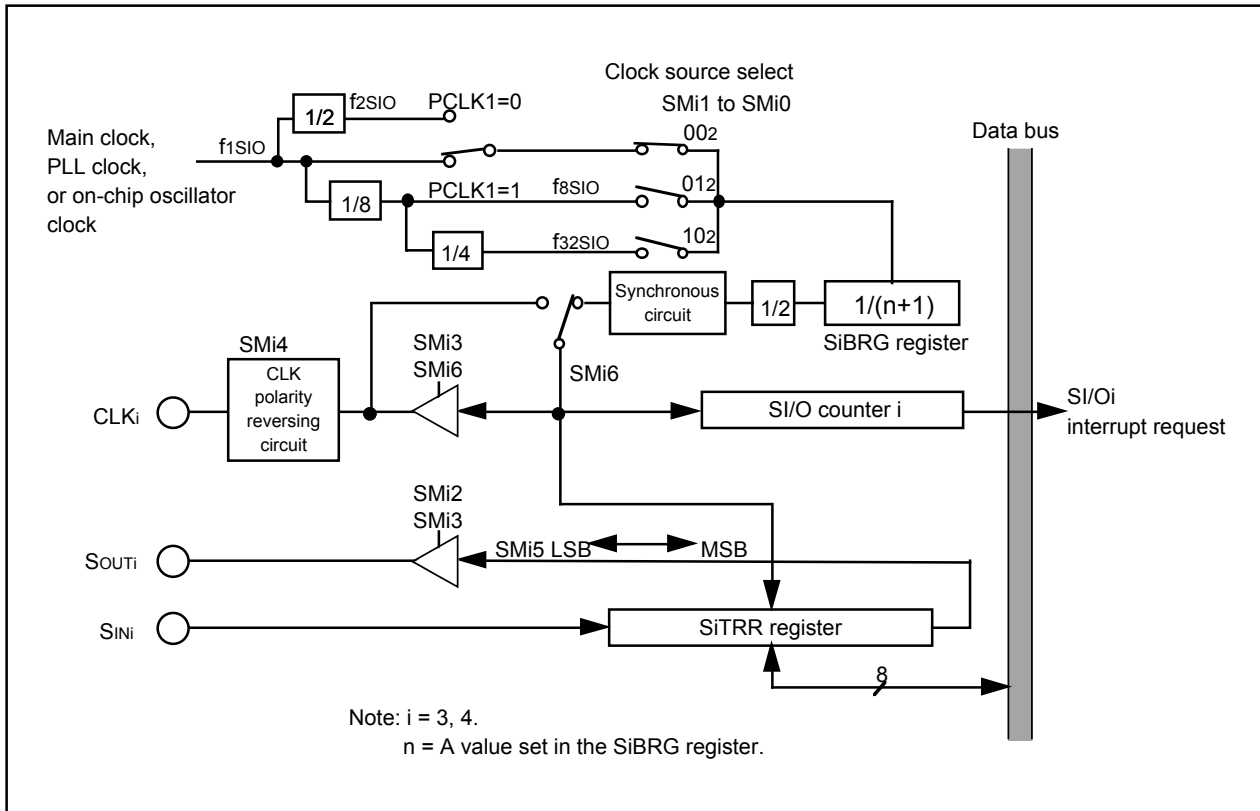 Clock source select
SMi1 to SMi0
Main clock,
PLL clock,
or on-chip oscillator
clock
f1SIO
1/2
f2SIO
PCLK1=0
002
1/8
PCLK1=1
f8SIO
012
1/4
f32SIO
102
Data bus
Synchronous
circuit
1/2
1/(n+1)
SiBRG register
SMi4
CLK
polarity
reversing
circuit
CLKi
SMi3
SMi6
SMi6
SI/O counter i
SI/Oi
interrupt request
SMi2
SMi3
SOUTi
SMi5 LSB
MSB
SINi
SiTRR register
8
Note: i = 3, 4.
n = A value set in the SiBRG register.